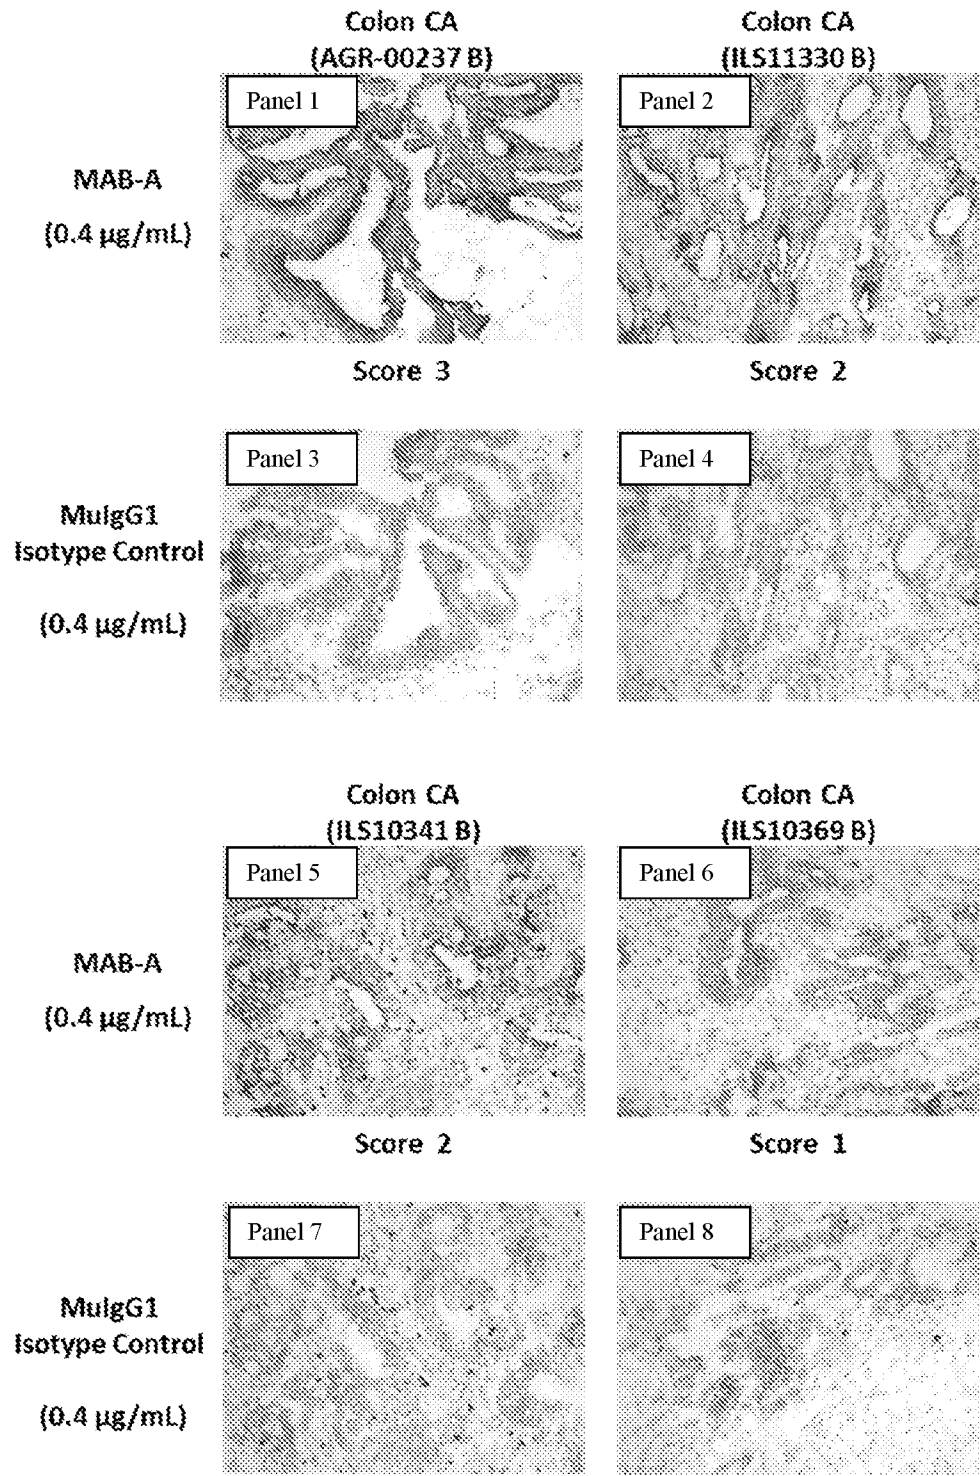 Colon CA
(AGR-00237 B)
Colon CA
(ILS11330 B)
Panel 1
Panel 2
MAB-A
(0.4 µg/mL)
Score 3
Score 2
Panel 3
Panel 4
MuIgG1
Isotype Control
(0.4 µg/mL)
Colon CA
(ILS10341 B)
Colon CA
(ILS10369 B)
Panel 5
Panel 6
MAB-A
(0.4 µg/mL)
Score 2
Score 1
Panel 7
Panel 8
MuIgG1
Isotype Control
(0.4 µg/mL)